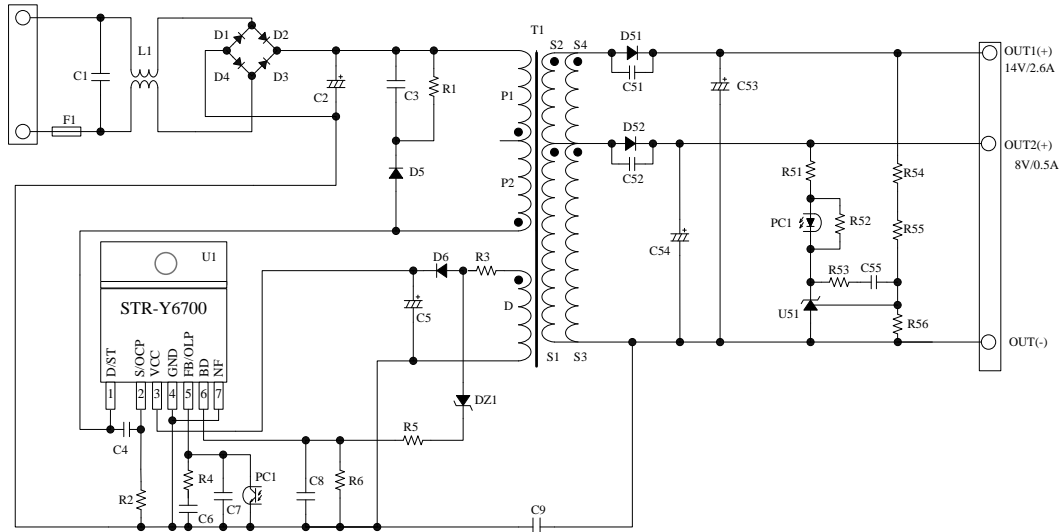 T1
D1
D2
L1
S2
S4
D51
OUT1(+)
14V/2.6A
C1
D4
D3
C51
C2
C3
R1
P1
C53
F1
D52
OUT2(+)
8V/0.5A
D5
P2
C52
R51
R54
PC1
R52
R55
C54
U1
D6
R3
STR-Y6700
C5
D
R53
C55
U51
R56
S1
S3
OUT(-)
D/ST
S/OCP
VCC
GND
FB/OLP
BD
NF
1
2
3
4
5
6
7
DZ1
C4
R5
R2
R4
PC1
C8
R6
C6
C7
C9